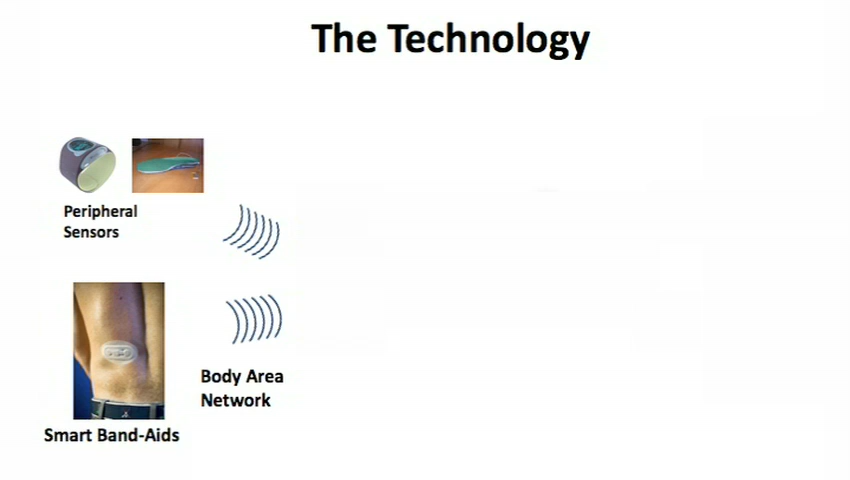 The Technology
Peripheral
Sensors
Body Area
Network
Smart Band-Aids